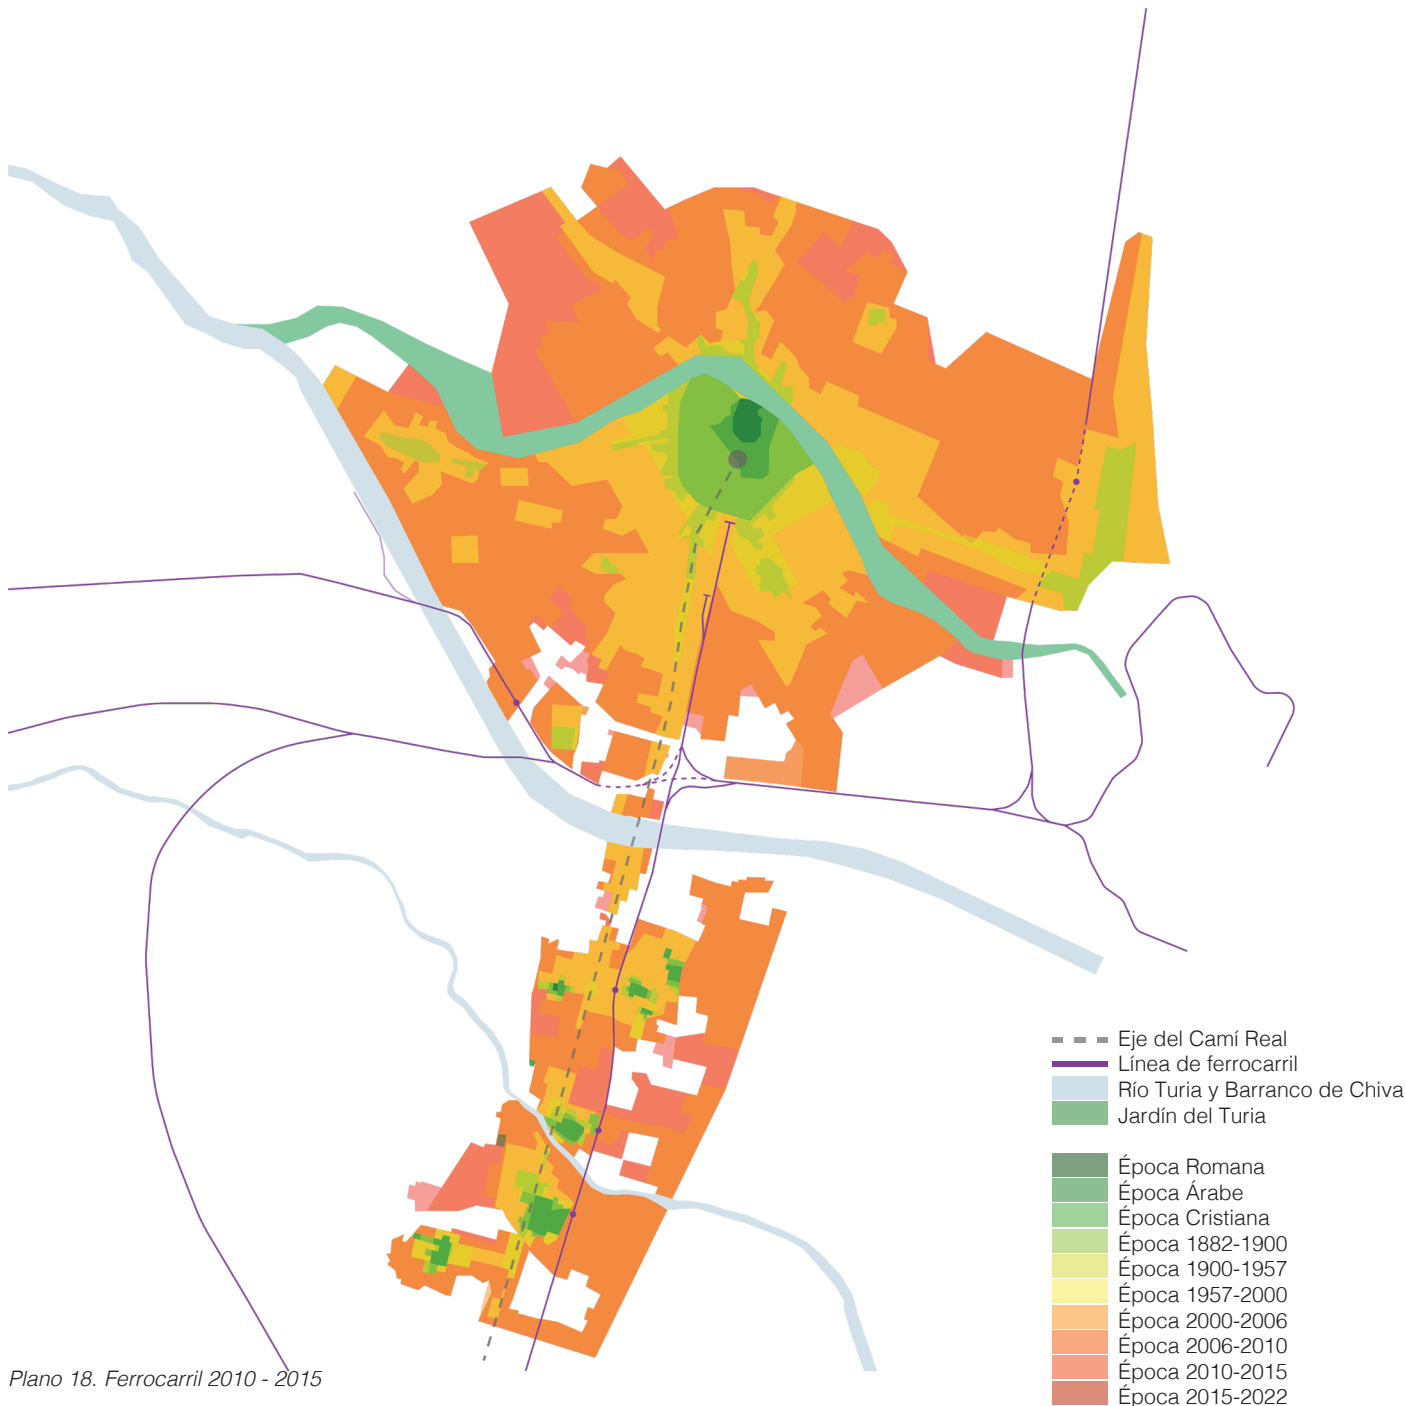 Eje del Camí Real
Línea de ferrocarril
Río Turia y Barranco de Chiva
Jardín del Turia
Época Romana
Época Árabe
Época Cristiana
Época 1882-1900
Época 1900-1957
Época 1957-2000
Época 2000-2006
Época 2006-2010
Época 2010-2015
Época 2015-2022
Plano 18. Ferrocarril 2010 - 2015